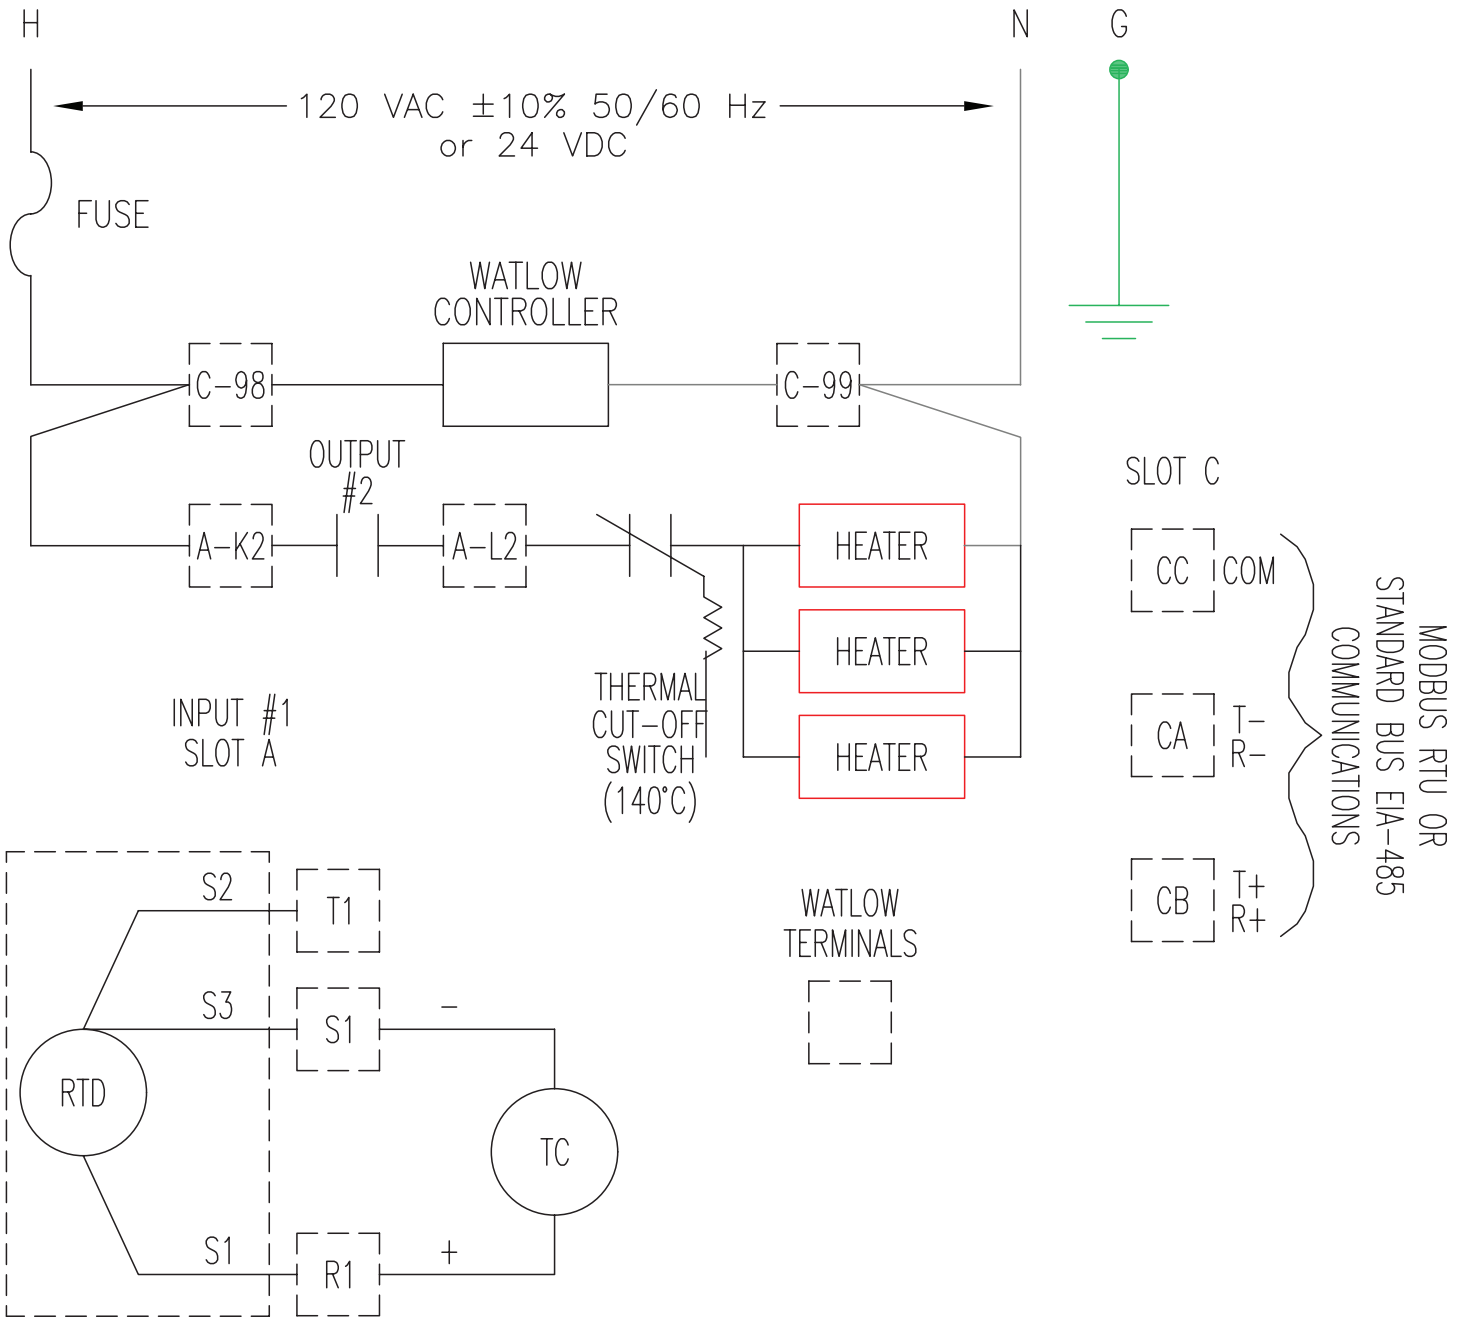 H
N
G
120 VAC ±10% 50/60 Hz
or 24 VDC
FUSE
WATLOW
CONTROLLER
C-98
C-99
OUTPUT
#2
A-K2
A-L2
HEATER
HEATER
HEATER
THERMAL
CUT-OFF
SWITCH
(140°C)
SLOT C
CC
COM
CA
T-
R-
CB
T+
R+
MODBUS RTU OR
STANDARD BUS EIA-485
COMMUNICATIONS
INPUT #1
SLOT A
S2
T1
S3
S1
-
RTD
TC
S1
R1
+
WATLOW
TERMINALS